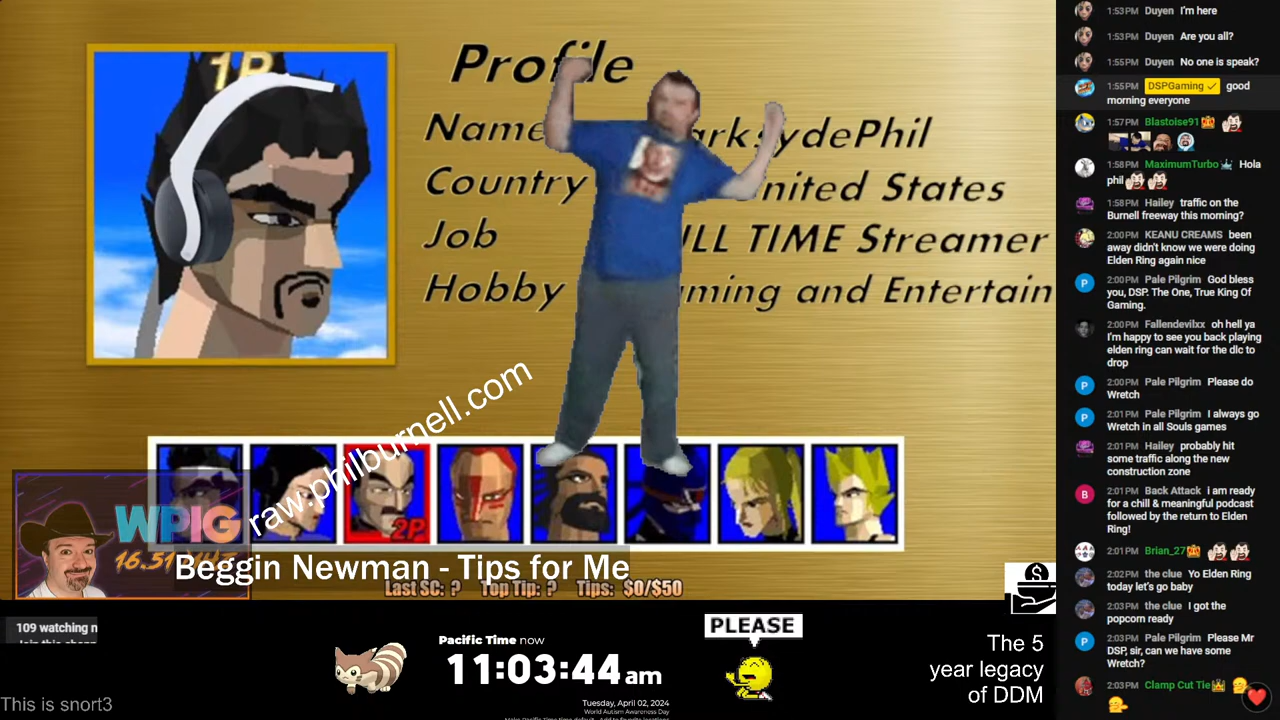 1P
Profile
Name arksydePhil
Country nited States
Job ULL TIME Streamer
Hobby ming and Entertain
raw.philburnell.com
2P
WPIG
Beggin Newman - Tips for Me
Last SC: ? Top Tip: ? Tips: $0/$50
109 watching n
PLEASE
Pacific Time now
11:03:44 am
Tuesday, April 02, 2024
World Autism Awareness Day
The 5
year legacy
of DDM
This is snort3
1:53PM Duyen I'm here
1:53PM Duyen Are you all?
1:55PM Duyen No one is speak?
1:55PM DSPGaming good
morning everyone
1:57PM Blastoise91
1:58PM MaximumTurbo Hola
phil
1:58PM Hailey traffic on the
Burnell freeway this morning?
2:00PM KEANU CREAMS been
away didn't know we were doing
Elden Ring again nice
2:00PM Pale Pilgrim God bless
you, DSP. The One, True King Of
Gaming.
2:00PM Fallendevilxx oh hell ya
I'm happy to see you back playing
elden ring can wait for the dlc to
drop
2:00PM Pale Pilgrim Please do
Wretch
2:01PM Pale Pilgrim I always go
Wretch in all Souls games
2:01PM Hailey probably hit
some traffic along the new
construction zone
2:01PM Back Attack i am ready
for a chill & meaningful podcast
followed by the return to Elden
Ring!
2:01PM Brian_27
2:02PM the clue Yo Elden Ring
today let's go baby
2:03PM the clue I got the
popcorn ready
2:03PM Pale Pilgrim Please Mr
DSP, sir, can we have some
Wretch?
2:03PM Clamp Cut Tie